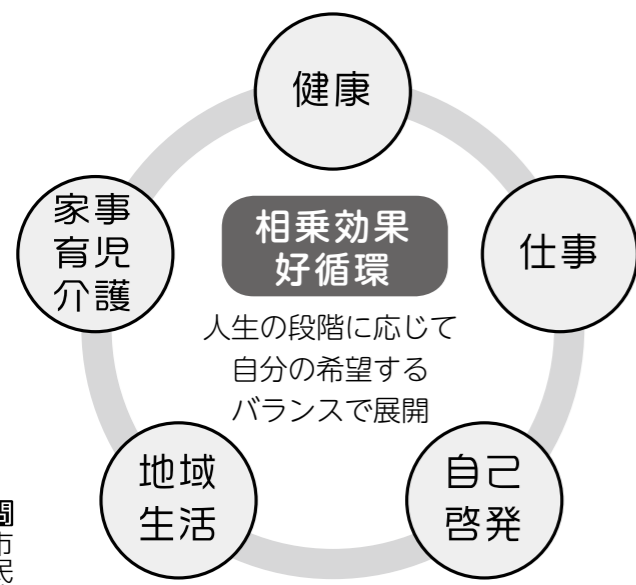 健康
仕事
自己
啓発
地域
生活
家事
育児
介護
相乗効果
好循環
人生の段階に応じて
自分の希望する
バランスで展開
市民